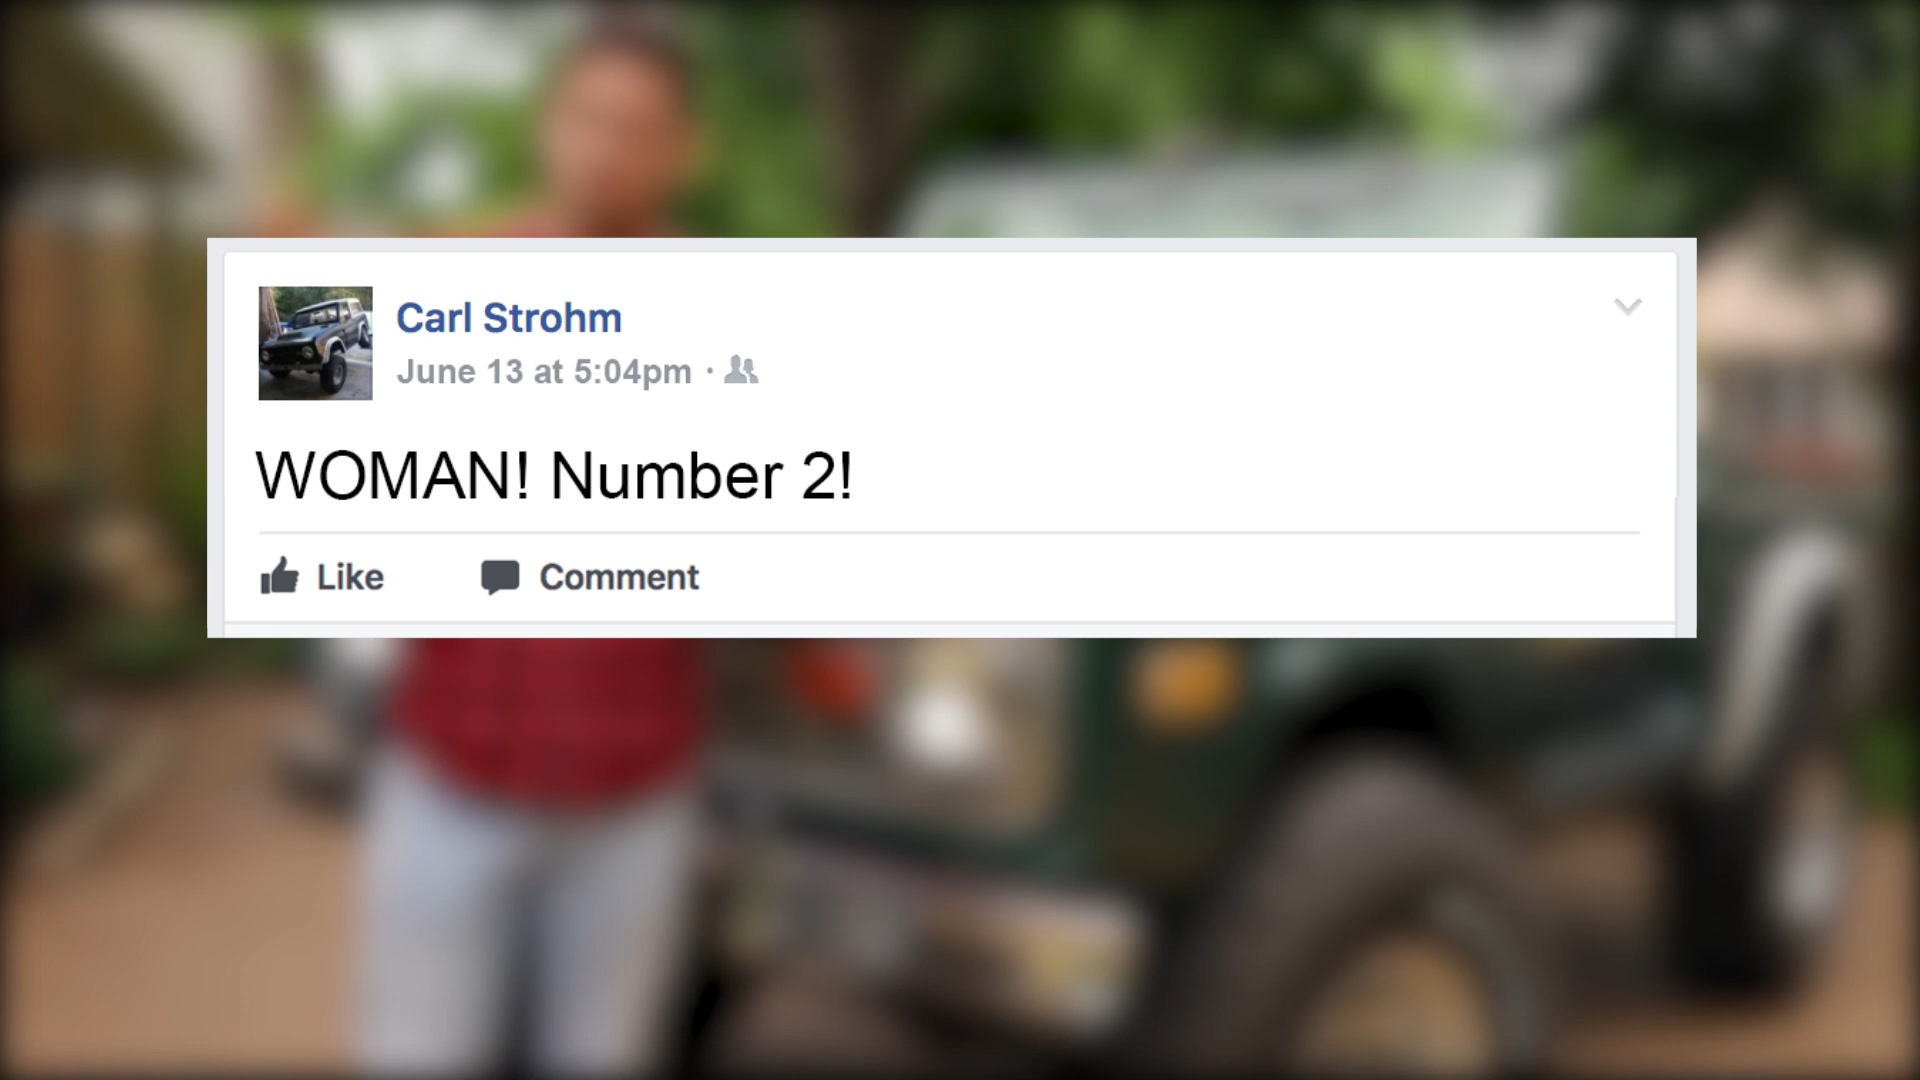 Carl Strohm
June 13 at 5:04pm ·
WOMAN! Number 2!
Like Comment